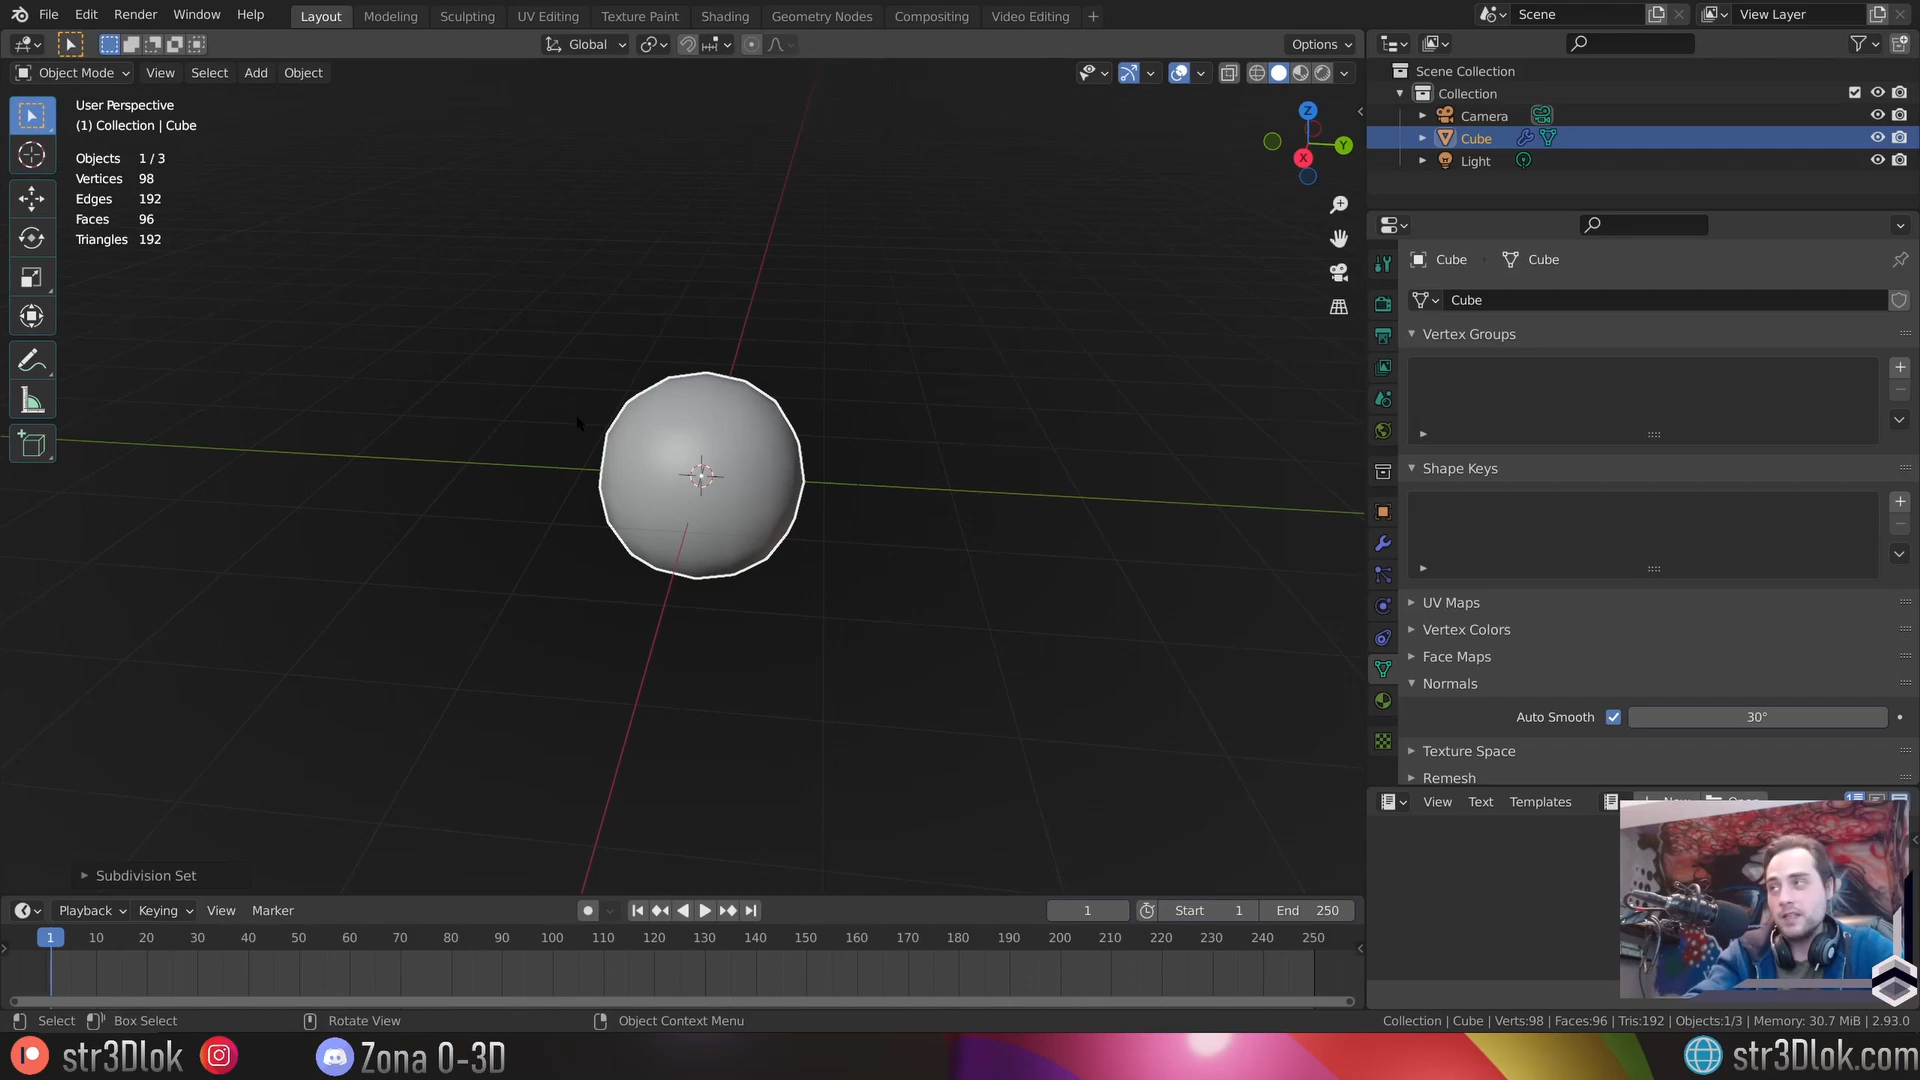 File Edit Render Window Help Layout Modeling Sculpting UV Editing Texture Paint Shading Geometry Nodes Compositing Video Editing Scene View Layer
Global Options
Object Mode View Select Add Object
User Perspective
(1) Collection | Cube
Objects 1 / 3
Vertices 98
Edges 192
Faces 96
Triangles 192
Z
Y
X
Scene Collection
Collection
Camera
Cube
Light
Cube Cube
Cube
Vertex Groups
Shape Keys
UV Maps
Vertex Colors
Face Maps
Normals
Auto Smooth 30°
Texture Space
Remesh
View Text Templates
Subdivision Set
Playback Keying View Marker 1 Start 1 End 250
1 10 20 30 40 50 60 70 80 90 100 110 120 130 140 150 160 170 180 190 200 210 220 230 240 250
Select Box Select Rotate View Object Context Menu Collection | Cube | Verts:98 | Faces:96 | Tris:192 | Objects:1/3 | Memory: 30.7 MiB | 2.93.0
str3Dlok Zona 0-3D str3Dlok.com